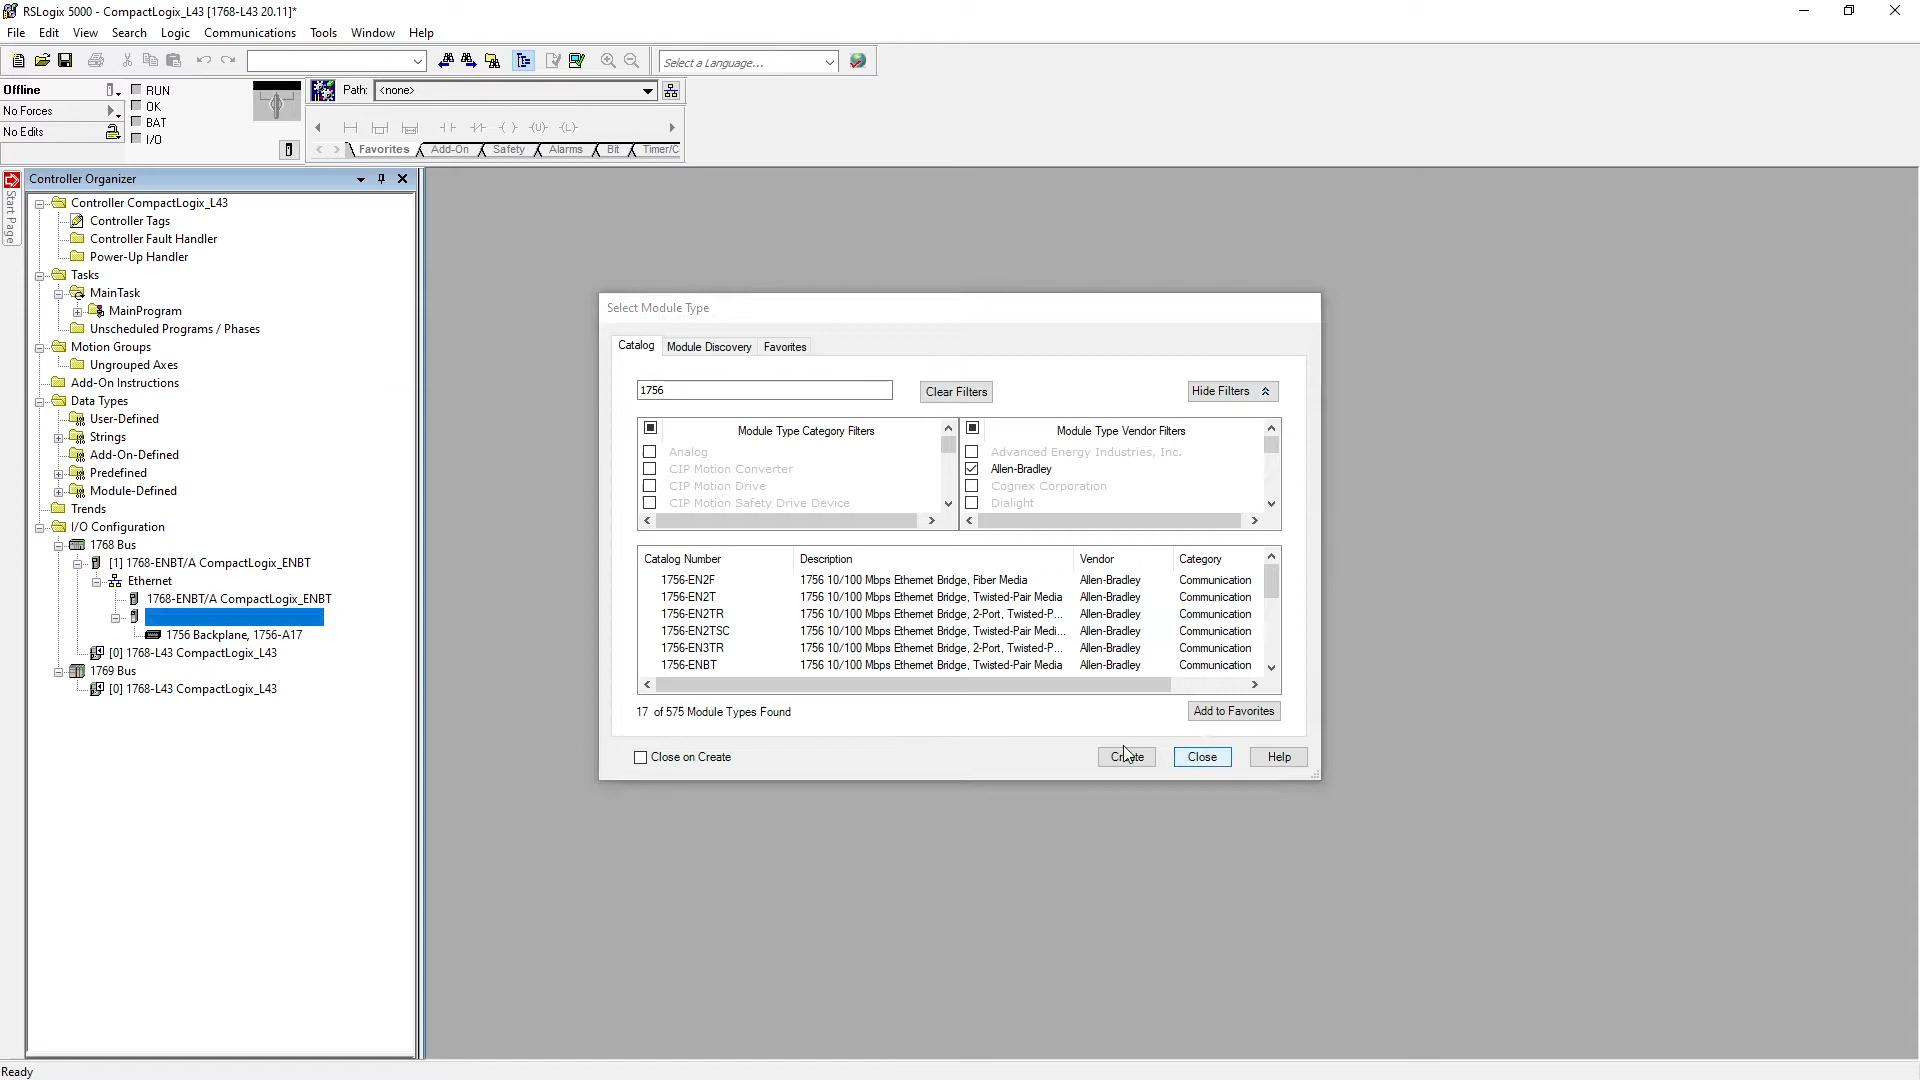 RSLogix 5000 - CompactLogix_L43 [1768-L43 20.11]*
File Edit View Search Logic Communications Tools Window Help
Select a Language...
Offline
RUN
Path: <none>
No Forces
OK
No Edits
BAT
I/O
Favorites Add-On Safety Alarms Bit Timer/C
Start Page
Controller Organizer
Controller CompactLogix_L43
Controller Tags
Controller Fault Handler
Power-Up Handler
Tasks
MainTask
MainProgram
Unscheduled Programs / Phases
Motion Groups
Ungrouped Axes
Add-On Instructions
Data Types
User-Defined
Strings
Add-On-Defined
Predefined
Module-Defined
Trends
I/O Configuration
1768 Bus
[1] 1768-ENBT/A CompactLogix_ENBT
Ethernet
1768-ENBT/A CompactLogix_ENBT
1756 Backplane, 1756-A17
[0] 1768-L43 CompactLogix_L43
1769 Bus
[0] 1768-L43 CompactLogix_L43
Select Module Type
Catalog Module Discovery Favorites
1756 Clear Filters Hide Filters
Module Type Category Filters Module Type Vendor Filters
Analog Advanced Energy Industries, Inc.
CIP Motion Converter Allen-Bradley
CIP Motion Drive Cognex Corporation
CIP Motion Safety Drive Device Dialight
Catalog Number Description Vendor Category
1756-EN2F 1756 10/100 Mbps Ethernet Bridge, Fiber Media Allen-Bradley Communication
1756-EN2T 1756 10/100 Mbps Ethernet Bridge, Twisted-Pair Media Allen-Bradley Communication
1756-EN2TR 1756 10/100 Mbps Ethernet Bridge, 2-Port, Twisted-P... Allen-Bradley Communication
1756-EN2TSC 1756 10/100 Mbps Ethernet Bridge, Twisted-Pair Medi... Allen-Bradley Communication
1756-EN3TR 1756 10/100 Mbps Ethernet Bridge, 2-Port, Twisted-P... Allen-Bradley Communication
1756-ENBT 1756 10/100 Mbps Ethernet Bridge, Twisted-Pair Media Allen-Bradley Communication
17 of 575 Module Types Found Add to Favorites
Close on Create Create Close Help
Ready